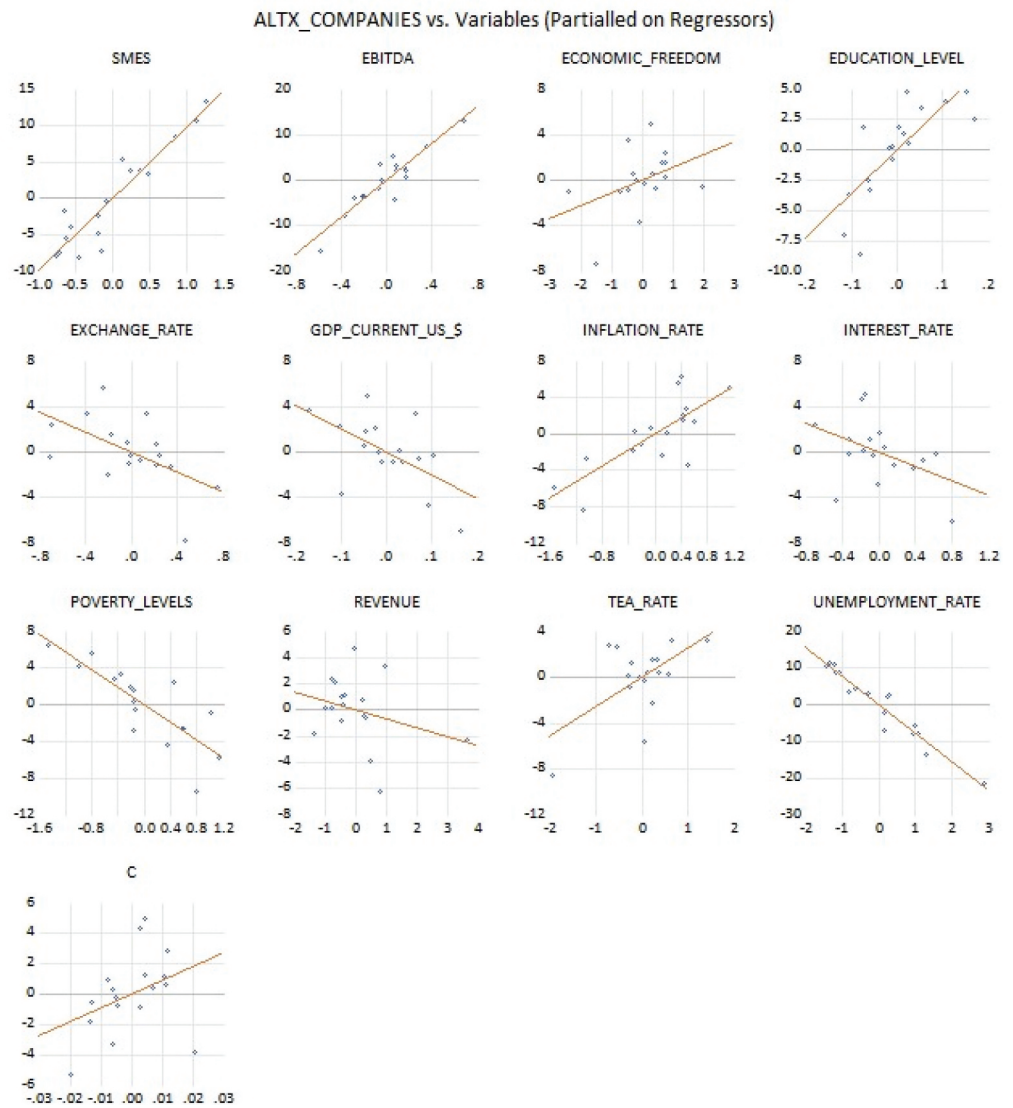 ALTX_COMPANIES vs. Variables (Partialled on Regressors)
SMES
15
10
5
0
-5
-10
-1.0 -0.5 0.0 0.5 1.0 1.5
EBITDA
20
10
0
-10
-20
-.8 -.4 .0 .4 .8
ECONOMIC_FREEDOM
8
4
0
-4
-8
-3 -2 -1 0 1 2 3
EDUCATION_LEVEL
5.0
2.5
0.0
-2.5
-5.0
-7.5
-10.0
-.2 -.1 .0 .1 .2
EXCHANGE_RATE
8
4
0
-4
-8
-.8 -.4 .0 .4 .8
GDP_CURRENT_US_$
8
4
0
-4
-8
-.2 -.1 .0 .1 .2
INFLATION_RATE
8
4
0
-4
-8
-12
-1.6 -0.8 0.0 0.4 0.8 1.2
INTEREST_RATE
8
4
0
-4
-8
-0.8 -0.4 0.0 0.4 0.8 1.2
POVERTY_LEVELS
8
4
0
-4
-8
-12
-1.6 -0.8 0.0 0.4 0.8 1.2
REVENUE
6
4
2
0
-2
-4
-6
-8
-2 -1 0 1 2 3 4
TEA_RATE
4
0
-4
-8
-12
-2 -1 0 1 2
UNEMPLOYMENT_RATE
20
10
0
-10
-20
-30
-2 -1 0 1 2 3
C
6
4
2
0
-2
-4
-6
-.03 -.02 -.01 .00 .01 .02 .03